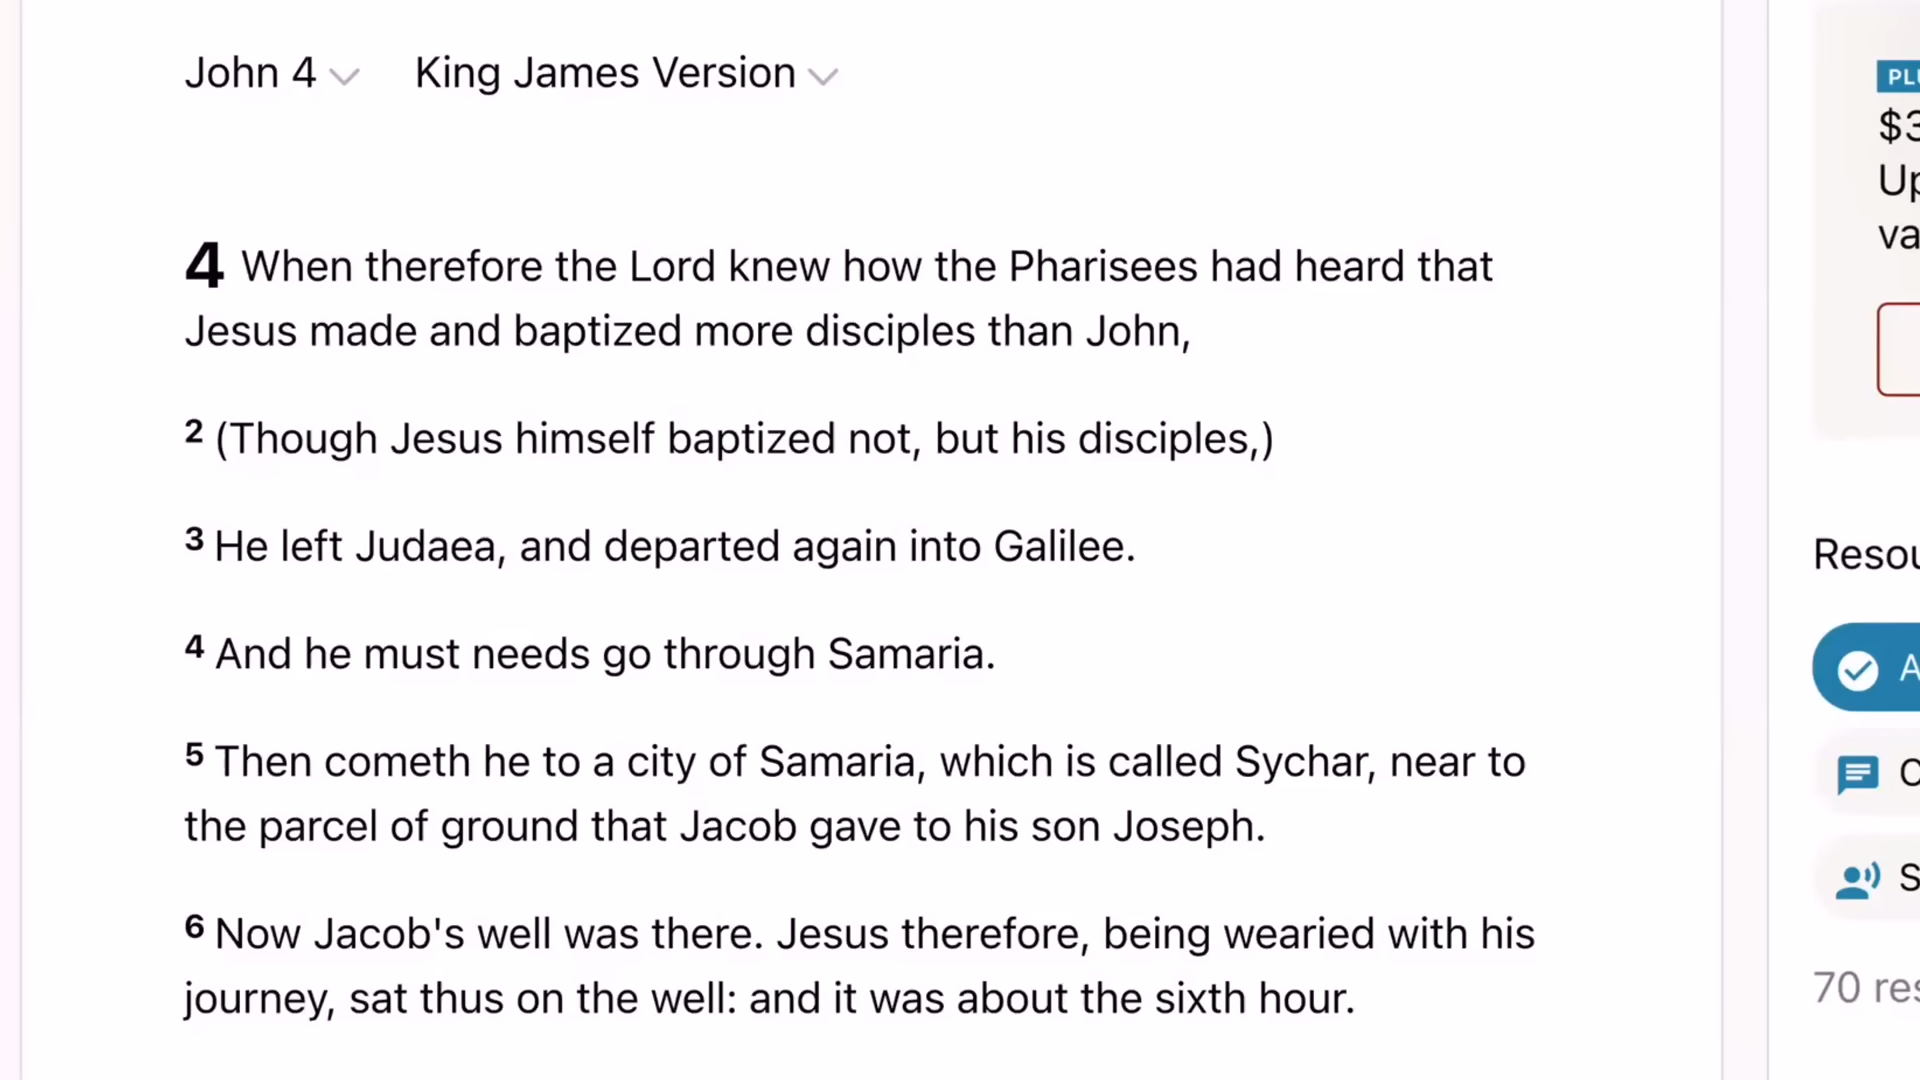 John 4 King James Version
4 When therefore the Lord knew how the Pharisees had heard that
Jesus made and baptized more disciples than John,
2 (Though Jesus himself baptized not, but his disciples,)
3 He left Judaea, and departed again into Galilee.
4 And he must needs go through Samaria.
5 Then cometh he to a city of Samaria, which is called Sychar, near to
the parcel of ground that Jacob gave to his son Joseph.
6 Now Jacob's well was there. Jesus therefore, being wearied with his
journey, sat thus on the well: and it was about the sixth hour.
$3
70